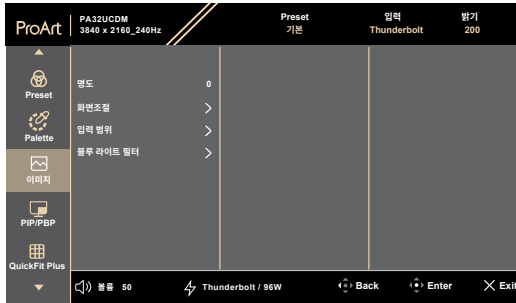 ProArt
PA32UCDM
3840 x 2160_240Hz
Preset
기본
입력
Thunderbolt
밝기
200
Preset
Palette
이미지
PIP/PBP
QuickFit Plus
명도 0
화면조절
입력 범위
블루 라이트 필터
볼륨 50
Thunderbolt / 96W
Back
Enter
Exit